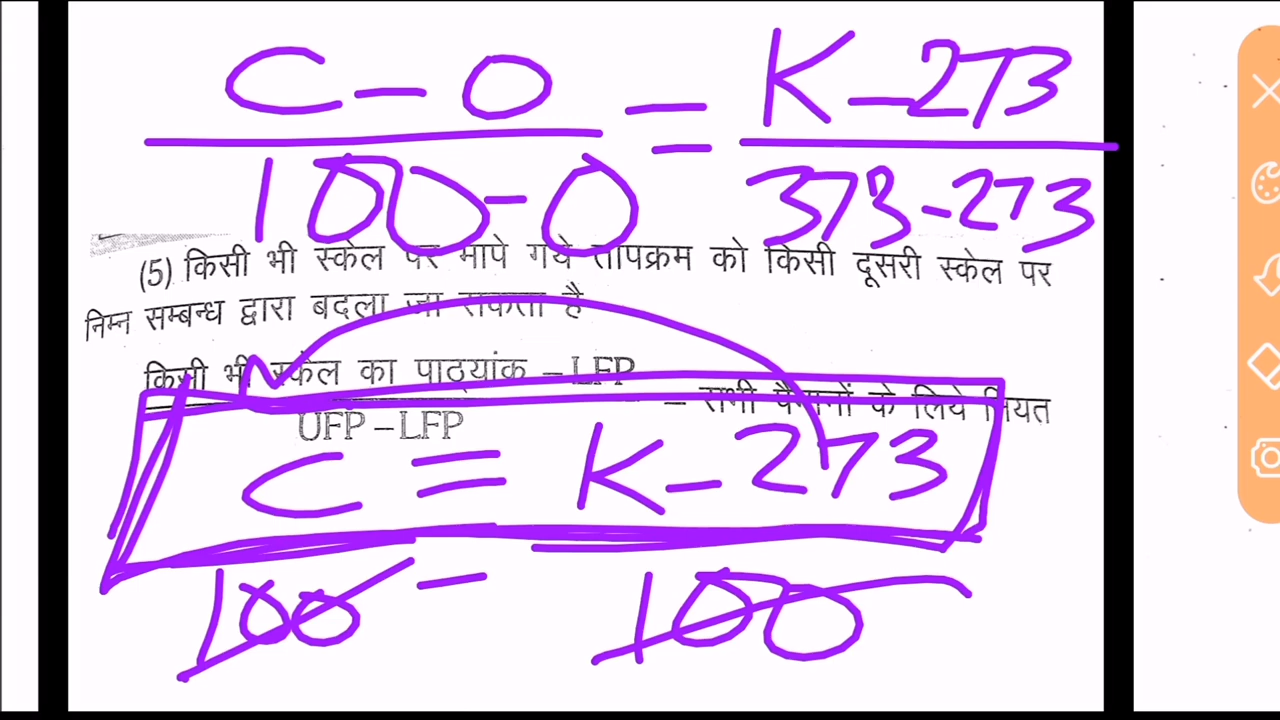 C - 0 = K - 273
100 - 0   373 - 273
(5) किसी भी स्केल पर मापे गये तापक्रम को किसी दूसरी स्केल पर
निम्न सम्बन्ध द्वारा बदला जा सकता है
किसी भी स्केल का पाठ्यांक - LFP
= सभी पैमानों के लिये नियत
UFP - LFP
C = K - 273
100 - 100